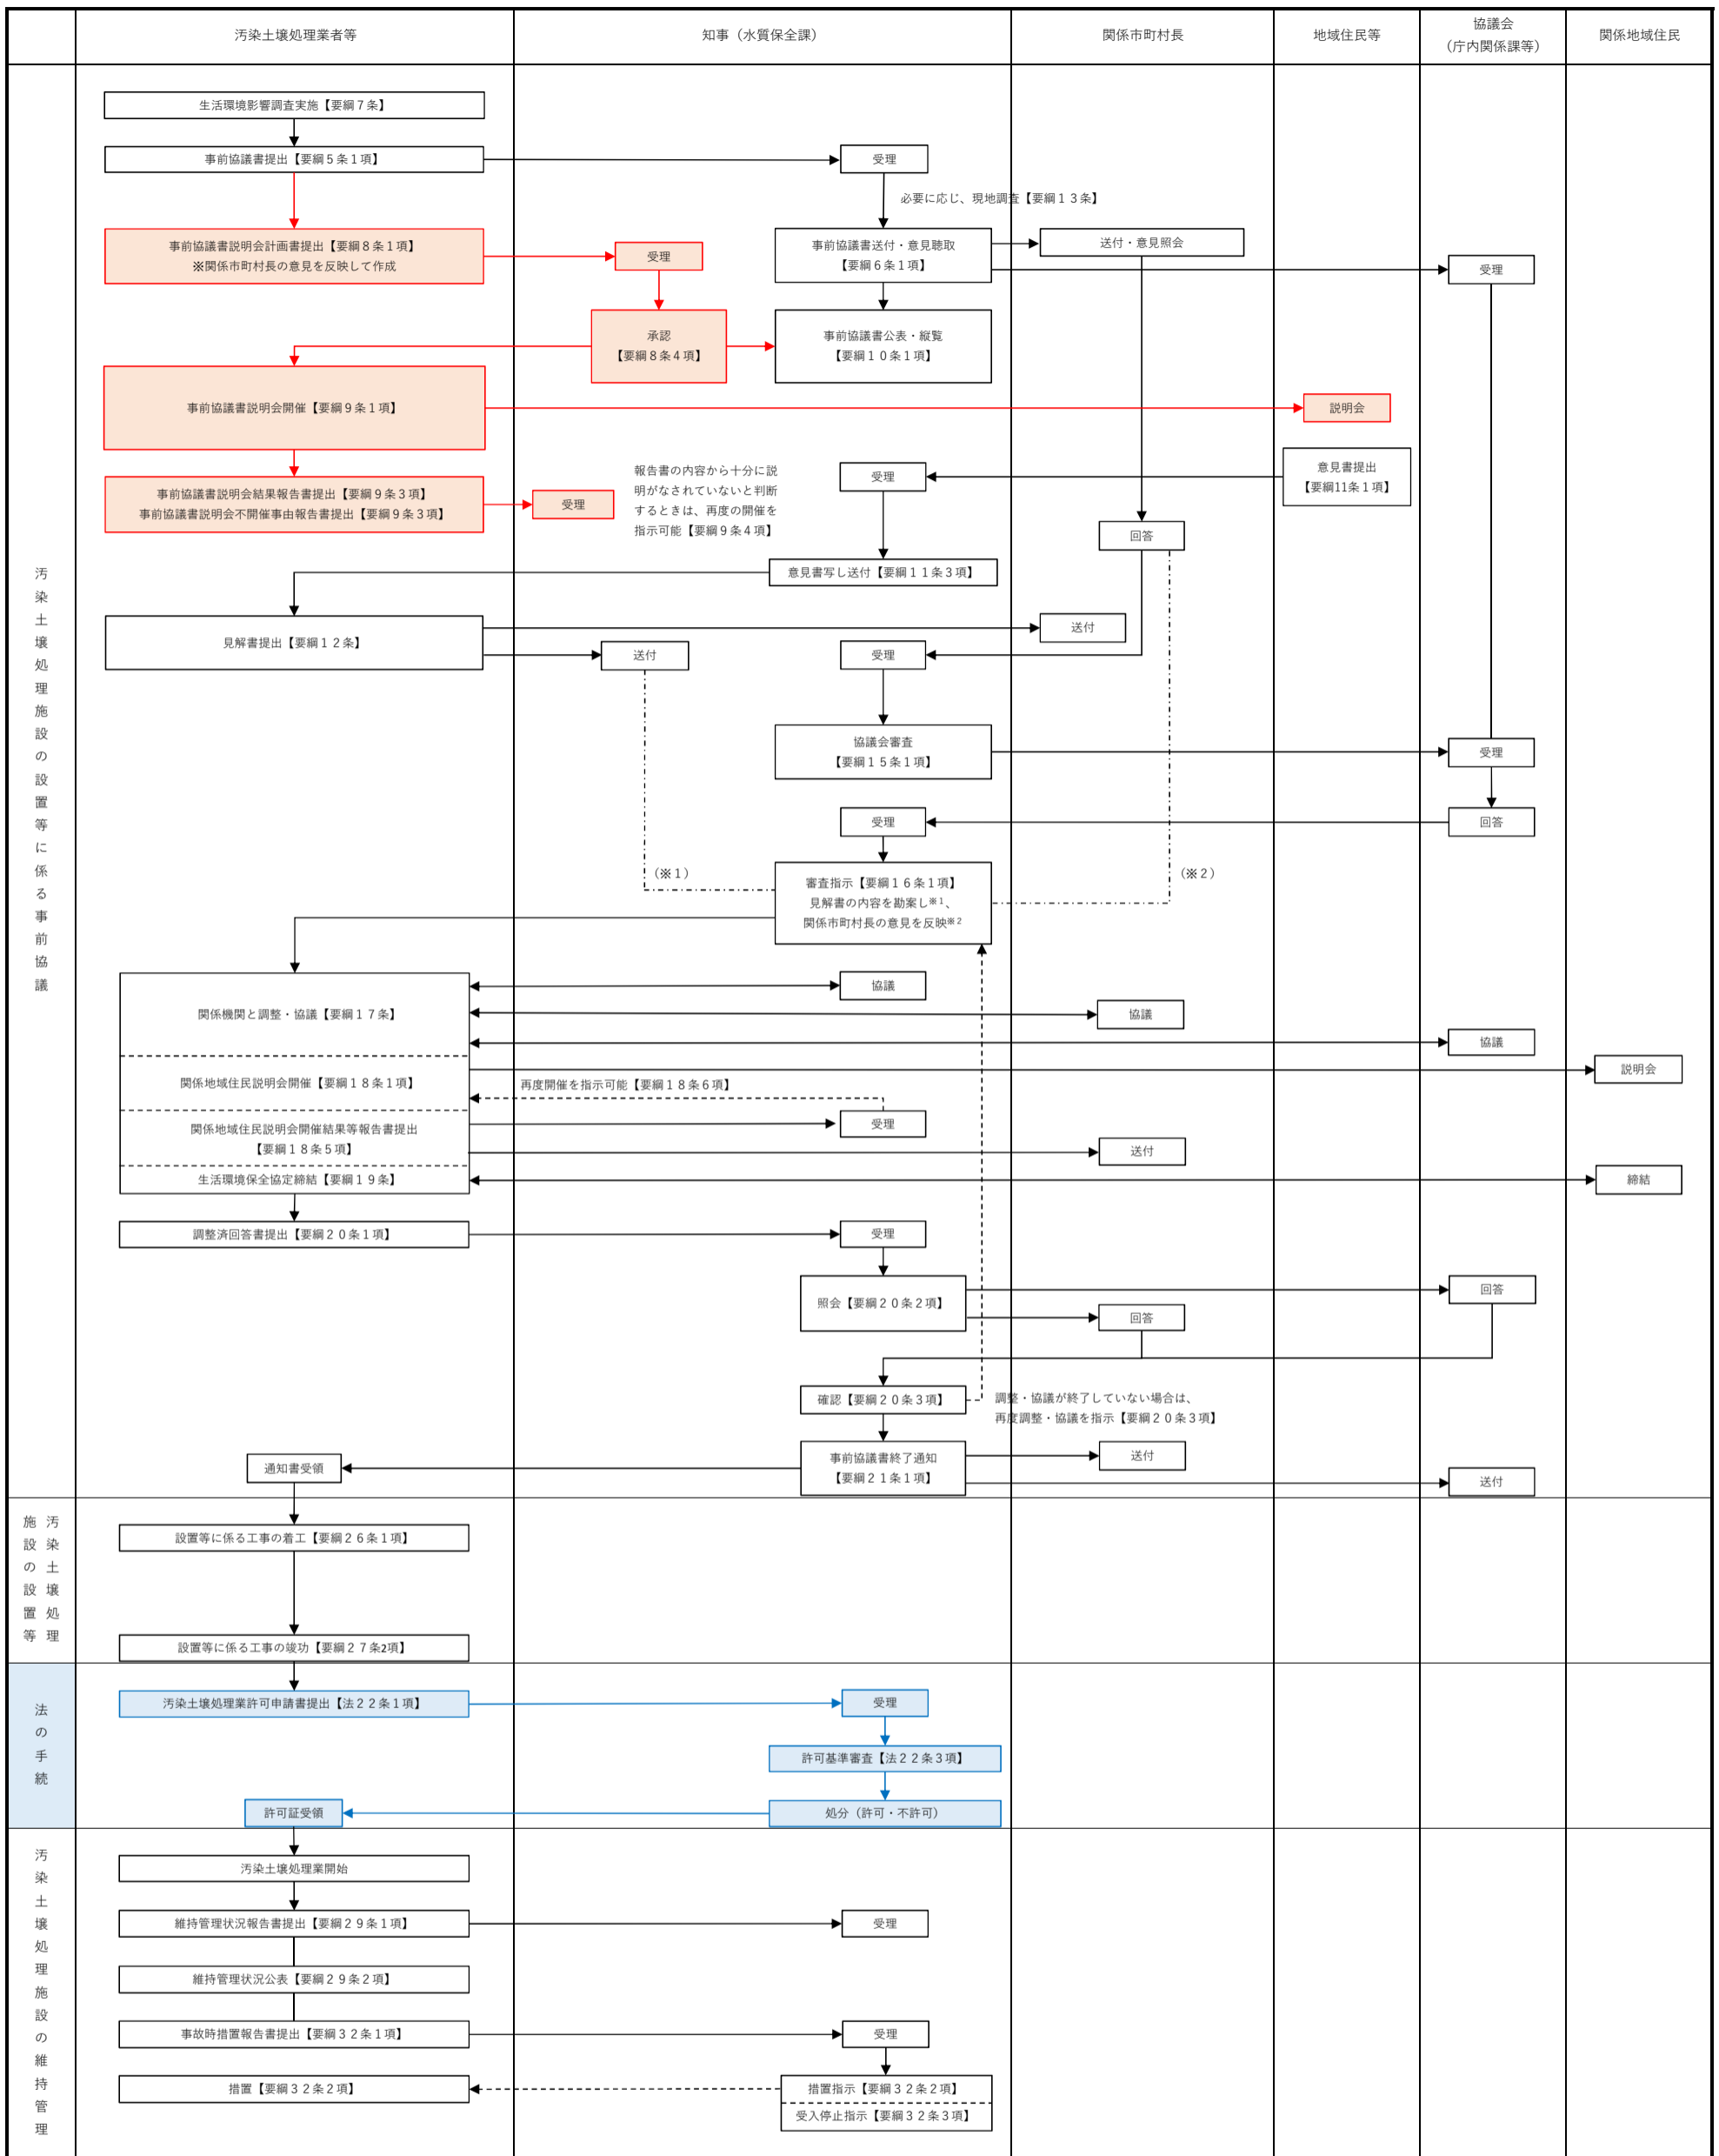 汚染土壌処理業者等
知事（水質保全課）
関係市町村長
地域住民等
協議会
（庁内関係課等）
関係地域住民
汚染土壌処理施設の設置等に係る事前協議
生活環境影響調査実施【要綱７条】
事前協議書提出【要綱５条１項】
受理
必要に応じ、現地調査【要綱１３条】
事前協議書説明会計画書提出【要綱８条１項】
※関係市町村長の意見を反映して作成
受理
事前協議書送付・意見聴取
【要綱６条１項】
送付・意見照会
受理
承認
【要綱８条４項】
事前協議書公表・縦覧
【要綱１０条１項】
事前協議書説明会開催【要綱９条１項】
説明会
事前協議書説明会結果報告書提出【要綱９条３項】
事前協議書説明会不開催事由報告書提出【要綱９条３項】
受理
報告書の内容から十分に説
明がなされていないと判断
するときは、再度の開催を
指示可能【要綱９条４項】
受理
意見書提出
【要綱11条１項】
回答
意見書写し送付【要綱１１条３項】
見解書提出【要綱１２条】
送付
送付
受理
協議会審査
【要綱１５条１項】
受理
受理
回答
（※１）
審査指示【要綱１６条１項】
見解書の内容を勘案し※１、
関係市町村長の意見を反映※２
（※２）
関係機関と調整・協議【要綱１７条】
協議
協議
協議
関係地域住民説明会開催【要綱１８条１項】
説明会
再度開催を指示可能【要綱１８条６項】
関係地域住民説明会開催結果等報告書提出
【要綱１８条５項】
受理
送付
生活環境保全協定締結【要綱１９条】
締結
調整済回答書提出【要綱２０条１項】
受理
照会【要綱２０条２項】
回答
回答
確認【要綱２０条３項】
調整・協議が終了していない場合は、
再度調整・協議を指示【要綱２０条３項】
通知書受領
事前協議書終了通知
【要綱２１条１項】
送付
送付
汚染土壌処理
施設の設置等
設置等に係る工事の着工【要綱２６条１項】
設置等に係る工事の竣功【要綱２７条2項】
法の手続
汚染土壌処理業許可申請書提出【法２２条１項】
受理
許可基準審査【法２２条３項】
許可証受領
処分（許可・不許可）
汚染土壌処理施設の維持管理
汚染土壌処理業開始
維持管理状況報告書提出【要綱２９条１項】
受理
維持管理状況公表【要綱２９条２項】
事故時措置報告書提出【要綱３２条１項】
受理
措置【要綱３２条２項】
措置指示【要綱３２条２項】
受入停止指示【要綱３２条３項】